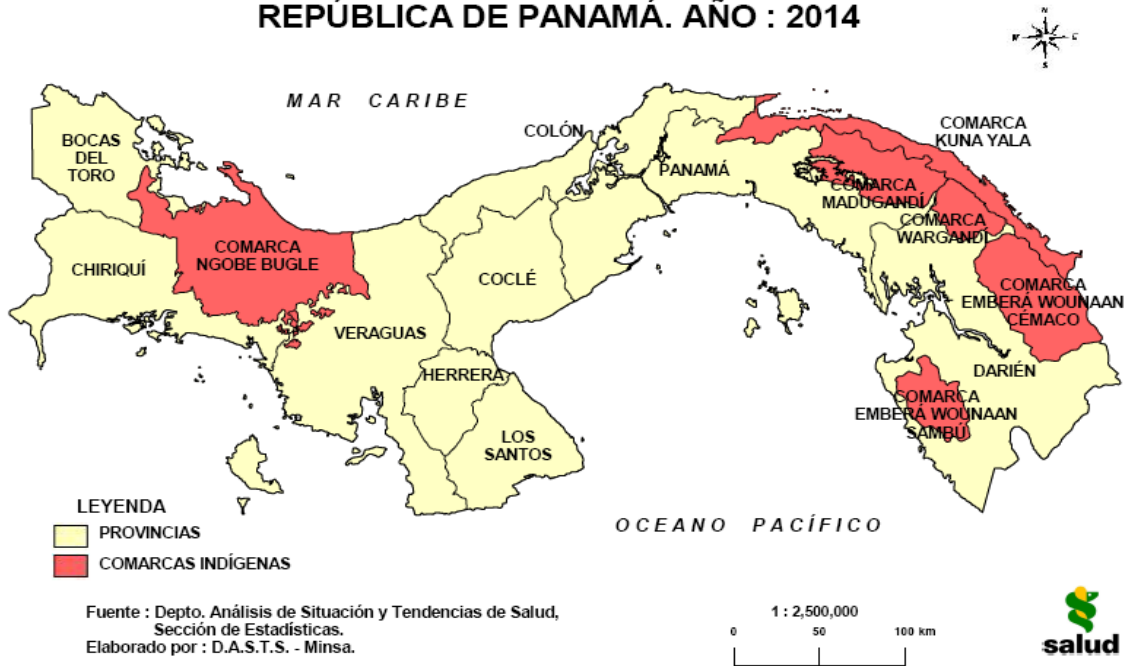 REPÚBLICA DE PANAMÁ. AÑO : 2014
N
W
E
S
MAR CARIBE
BOCAS
DEL
TORO
COLÓN
COMARCA
KUNA YALA
PANAMÁ
COMARCA
MADUGANDÍ
COMARCA
WARGANDÍ
COMARCA
NGOBE BUGLE
CHIRIQUÍ
COCLÉ
COMARCA
EMBERÁ WOUNAAN
CÉMACO
VERAGUAS
HERRERA
DARIÉN
COMARCA
EMBERÁ WOUNAAN
SAMBÚ
LOS
SANTOS
OCEANO PACÍFICO
LEYENDA
PROVINCIAS
COMARCAS INDÍGENAS
Fuente : Depto. Análisis de Situación y Tendencias de Salud,
Sección de Estadísticas.
Elaborado por : D.A.S.T.S. - Minsa.
1 : 2,500,000
0 50 100 km
salud